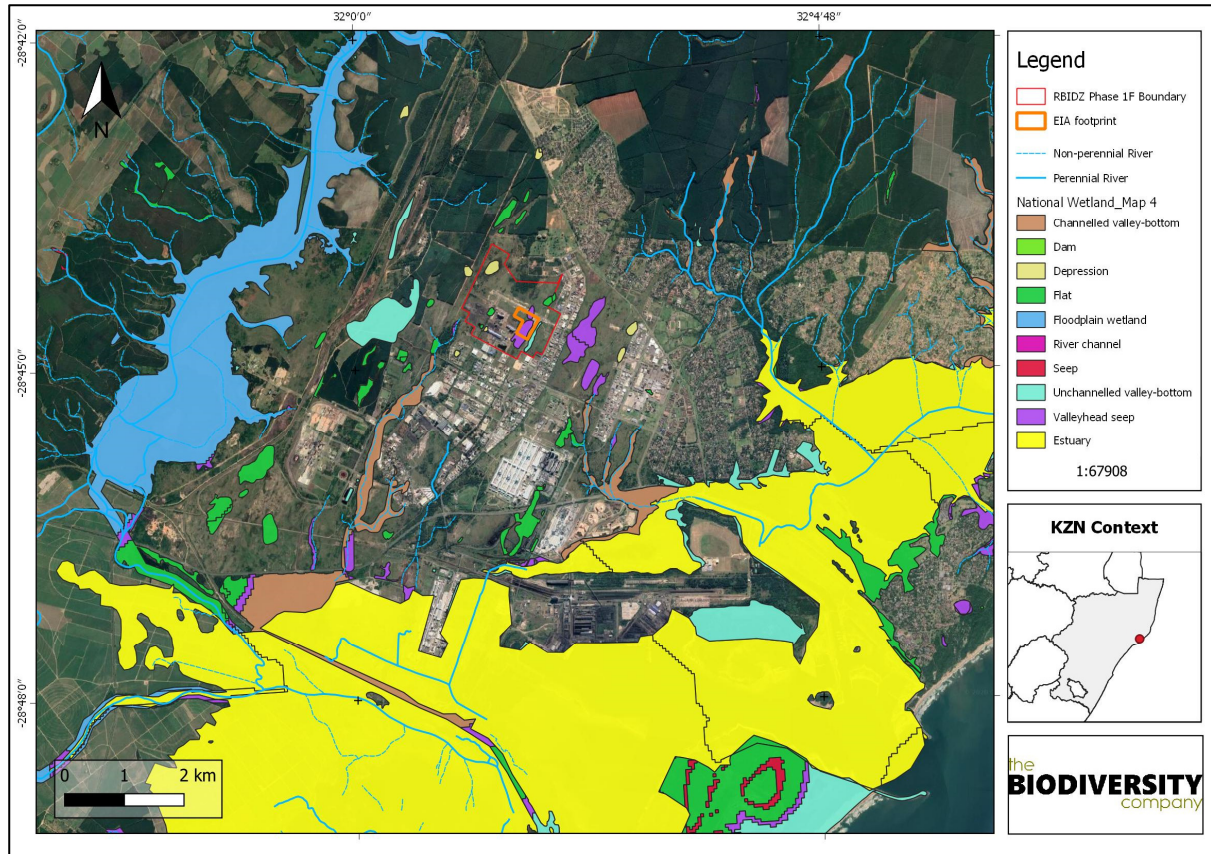 32°0'0″
32°4'48″
-28°42'0″
-28°45'0″
-28°48'0″
N
0 1 2 km
Legend
RBIDZ Phase 1F Boundary
EIA footprint
Non-perennial River
Perennial River
National Wetland_Map 4
Channelled valley-bottom
Dam
Depression
Flat
Floodplain wetland
River channel
Seep
Unchannelled valley-bottom
Valleyhead seep
Estuary
1:67908
KZN Context
the
BIODIVERSITY
company